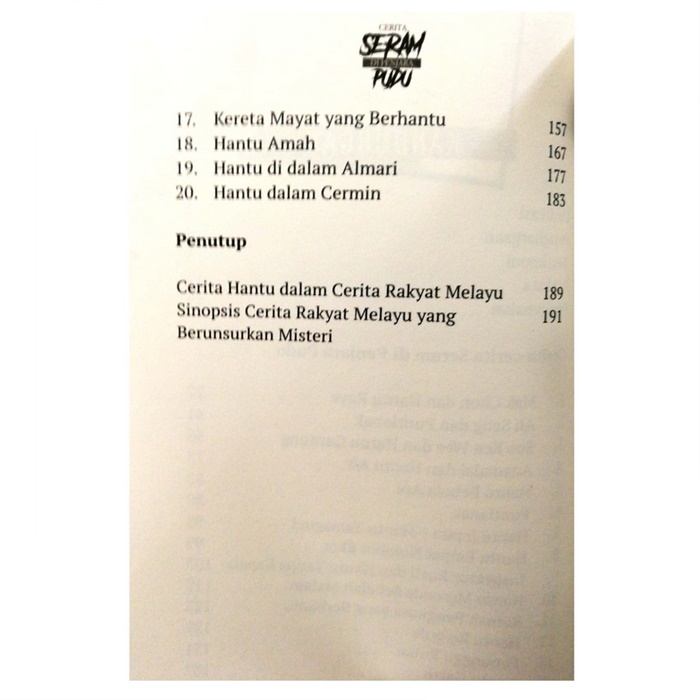 CERITA
SERAM
DI PENJARA
PUDU
17. Kereta Mayat yang Berhantu 157
18. Hantu Amah 167
19. Hantu di dalam Almari 177
20. Hantu dalam Cermin 183
Penutup
Cerita Hantu dalam Cerita Rakyat Melayu 189
Sinopsis Cerita Rakyat Melayu yang 191
Berunsurkan Misteri